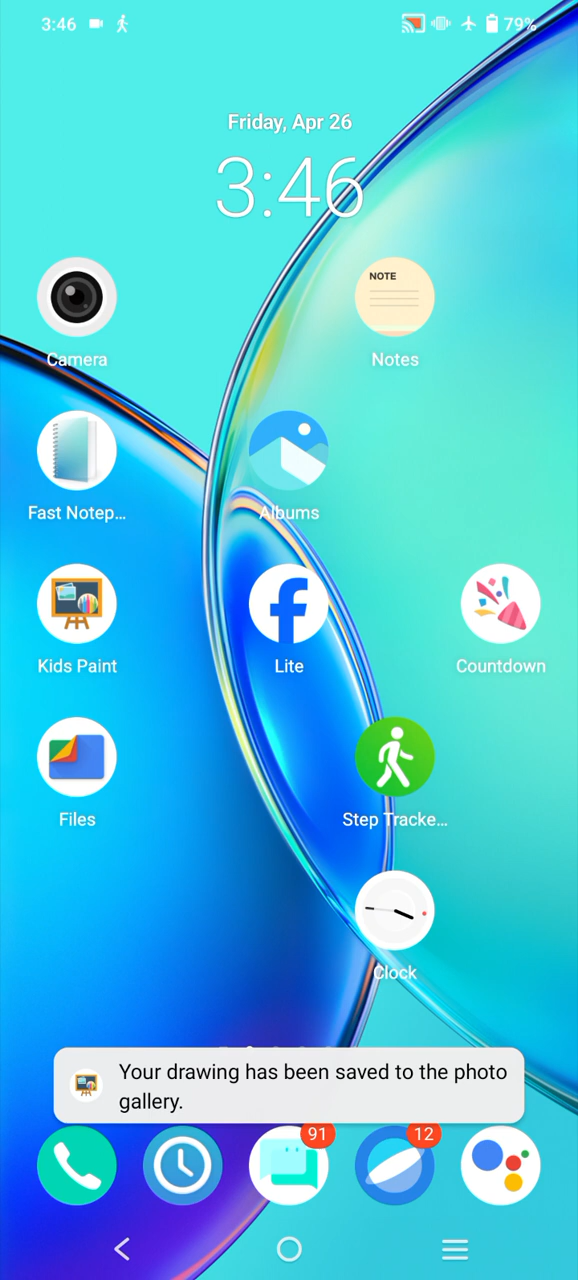 3:46
79%
Friday, Apr 26
3:46
NOTE
Camera
Notes
Fast Notep...
Albums
Kids Paint
Lite
Countdown
Files
Step Tracke...
Clock
Your drawing has been saved to the photo
gallery.
91
12